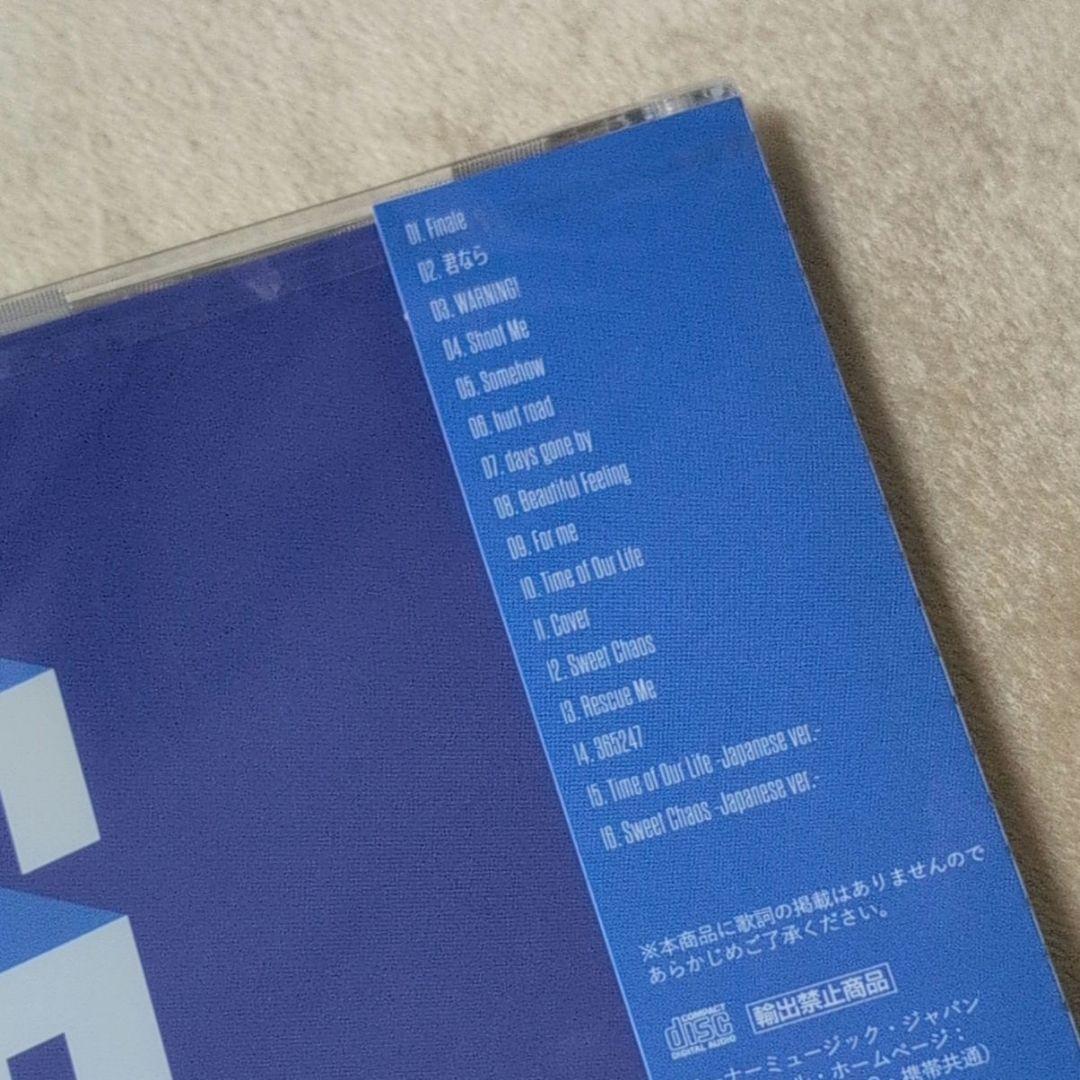 01. Finale
02. 君なら
03. WARNING!
04. Shoot Me
05. Somehow
06. hurt road
07. days gone by
08. Beautiful Feeling
09. For me
10. Time of Our Life
11. Cover
12. Sweet Chaos
13. Rescue Me
14. 365247
15. Time of Our Life -Japanese ver.-
16. Sweet Chaos -Japanese ver.-
※本商品に歌詞の掲載はありませんので
あらかじめご了承ください。
COMPACT
disc
DIGITAL AUDIO
輸出禁止商品
ナーミュージック・ジャパン
ル・ホームページ：
携帯共通)